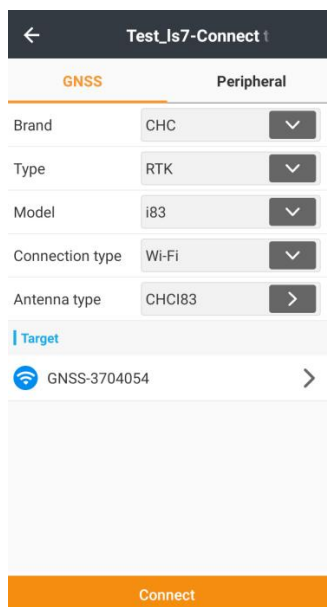 Test_ls7-Connect t
GNSS Peripheral
Brand CHC
Type RTK
Model i83
Connection type Wi-Fi
Antenna type CHCI83
Target
GNSS-3704054
Connect